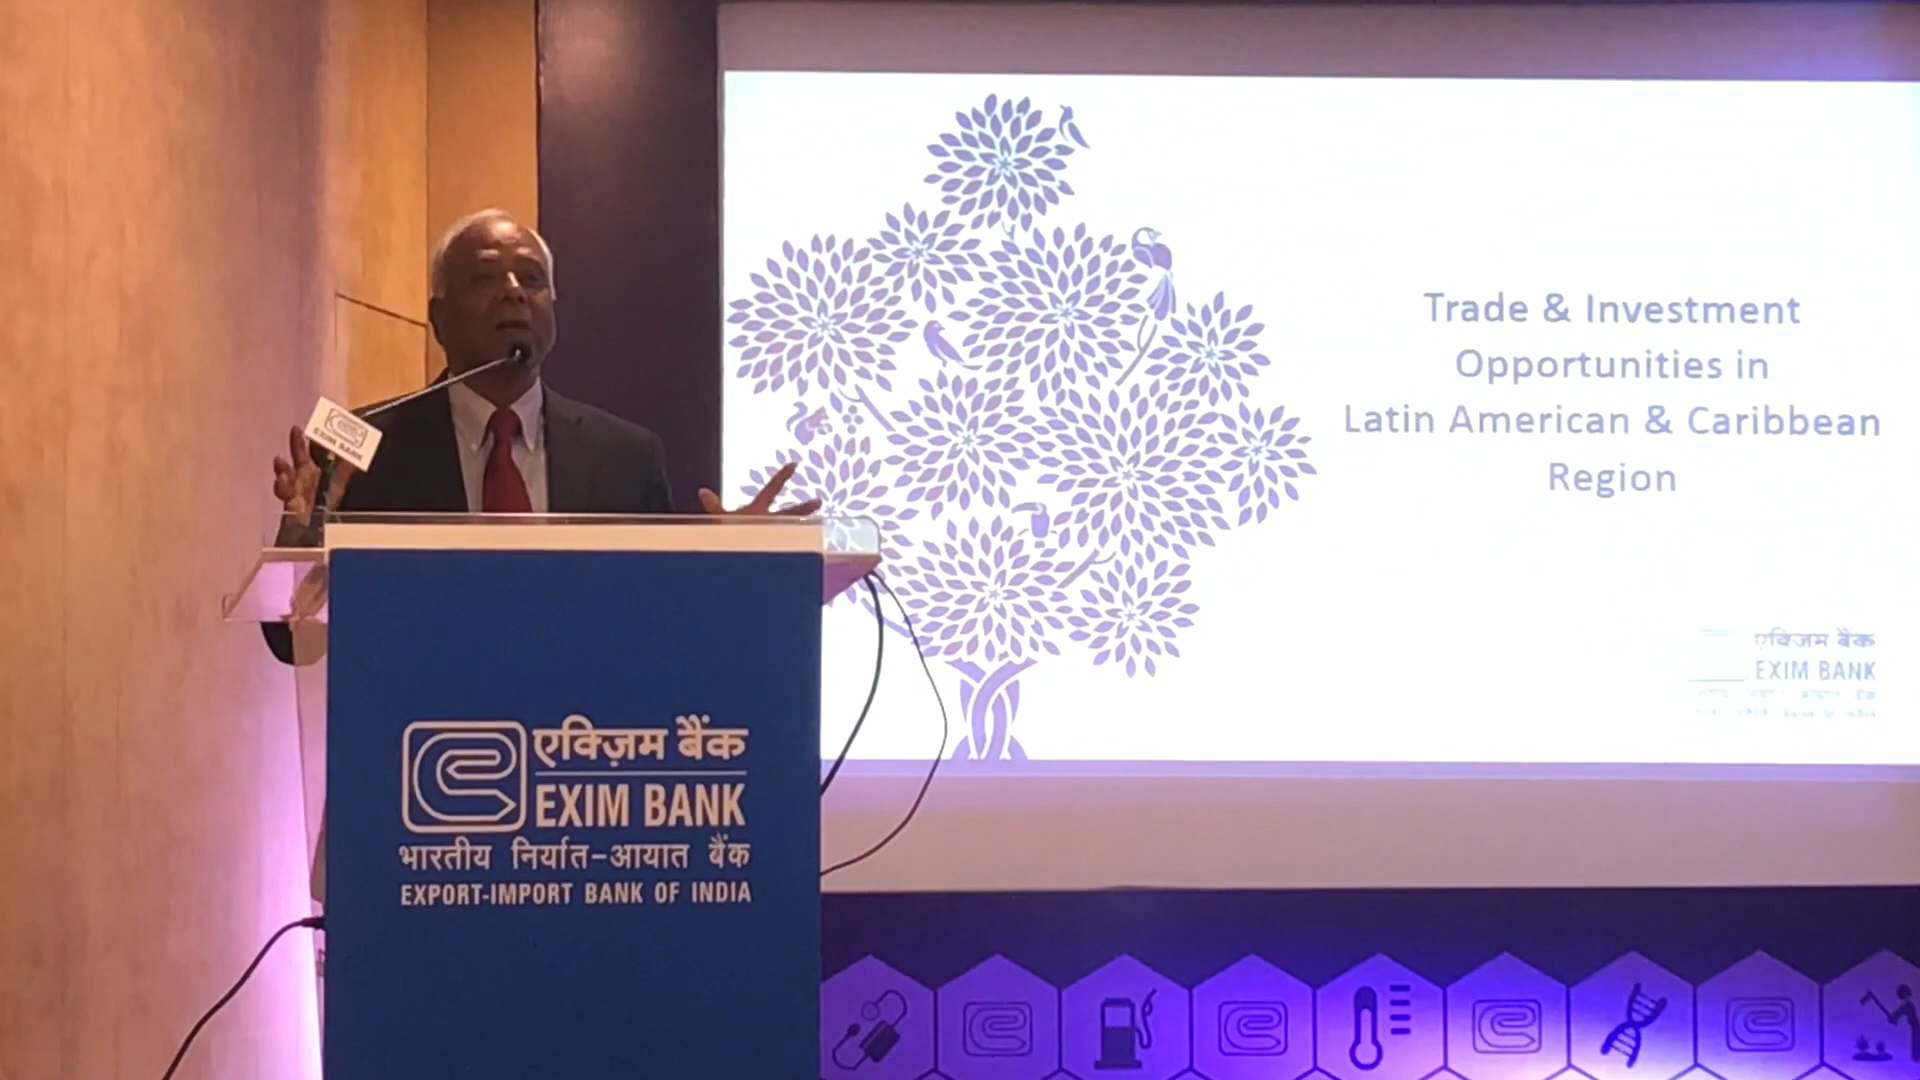 Trade & Investment
Opportunities in
Latin American & Caribbean
Region
एक्ज़िम बैंक
EXIM BANK
EXIM BANK
एक्ज़िम बैंक
EXIM BANK
भारतीय निर्यात-आयात बैंक
EXPORT-IMPORT BANK OF INDIA